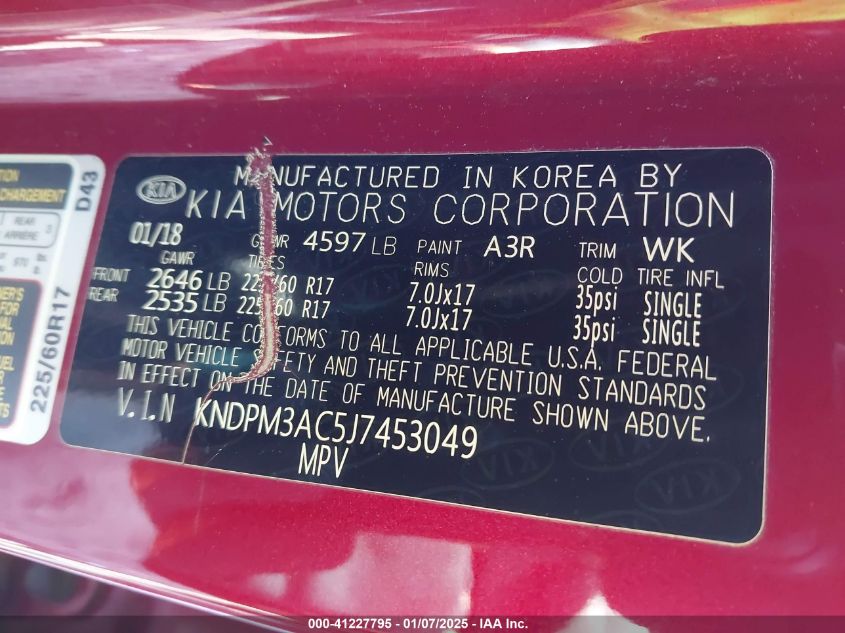 KIA
MANUFACTURED IN KOREA BY
KIA MOTORS CORPORATION
01/18 4597 LB PAINT A3R TRIM WK
GAWR TIRES RIMS COLD TIRE INFL
FRONT 2646 LB R17 7.0Jx17 35psi SINGLE
REAR 2535 LB R17 7.0Jx17 35psi SINGLE
THIS VEHICLE CONFORMS TO ALL APPLICABLE U.S.A. FEDERAL
MOTOR VEHICLE SAFETY AND THEFT PREVENTION STANDARDS
IN EFFECT ON THE DATE OF MANUFACTURE SHOWN ABOVE.
V.I.N KNDPM3AC5J7453049
MPV
CHARGEMENT
REAR
ARRIÈRE
D43
225/60R17
000-41227795 — 01/07/2025 — IAA Inc.